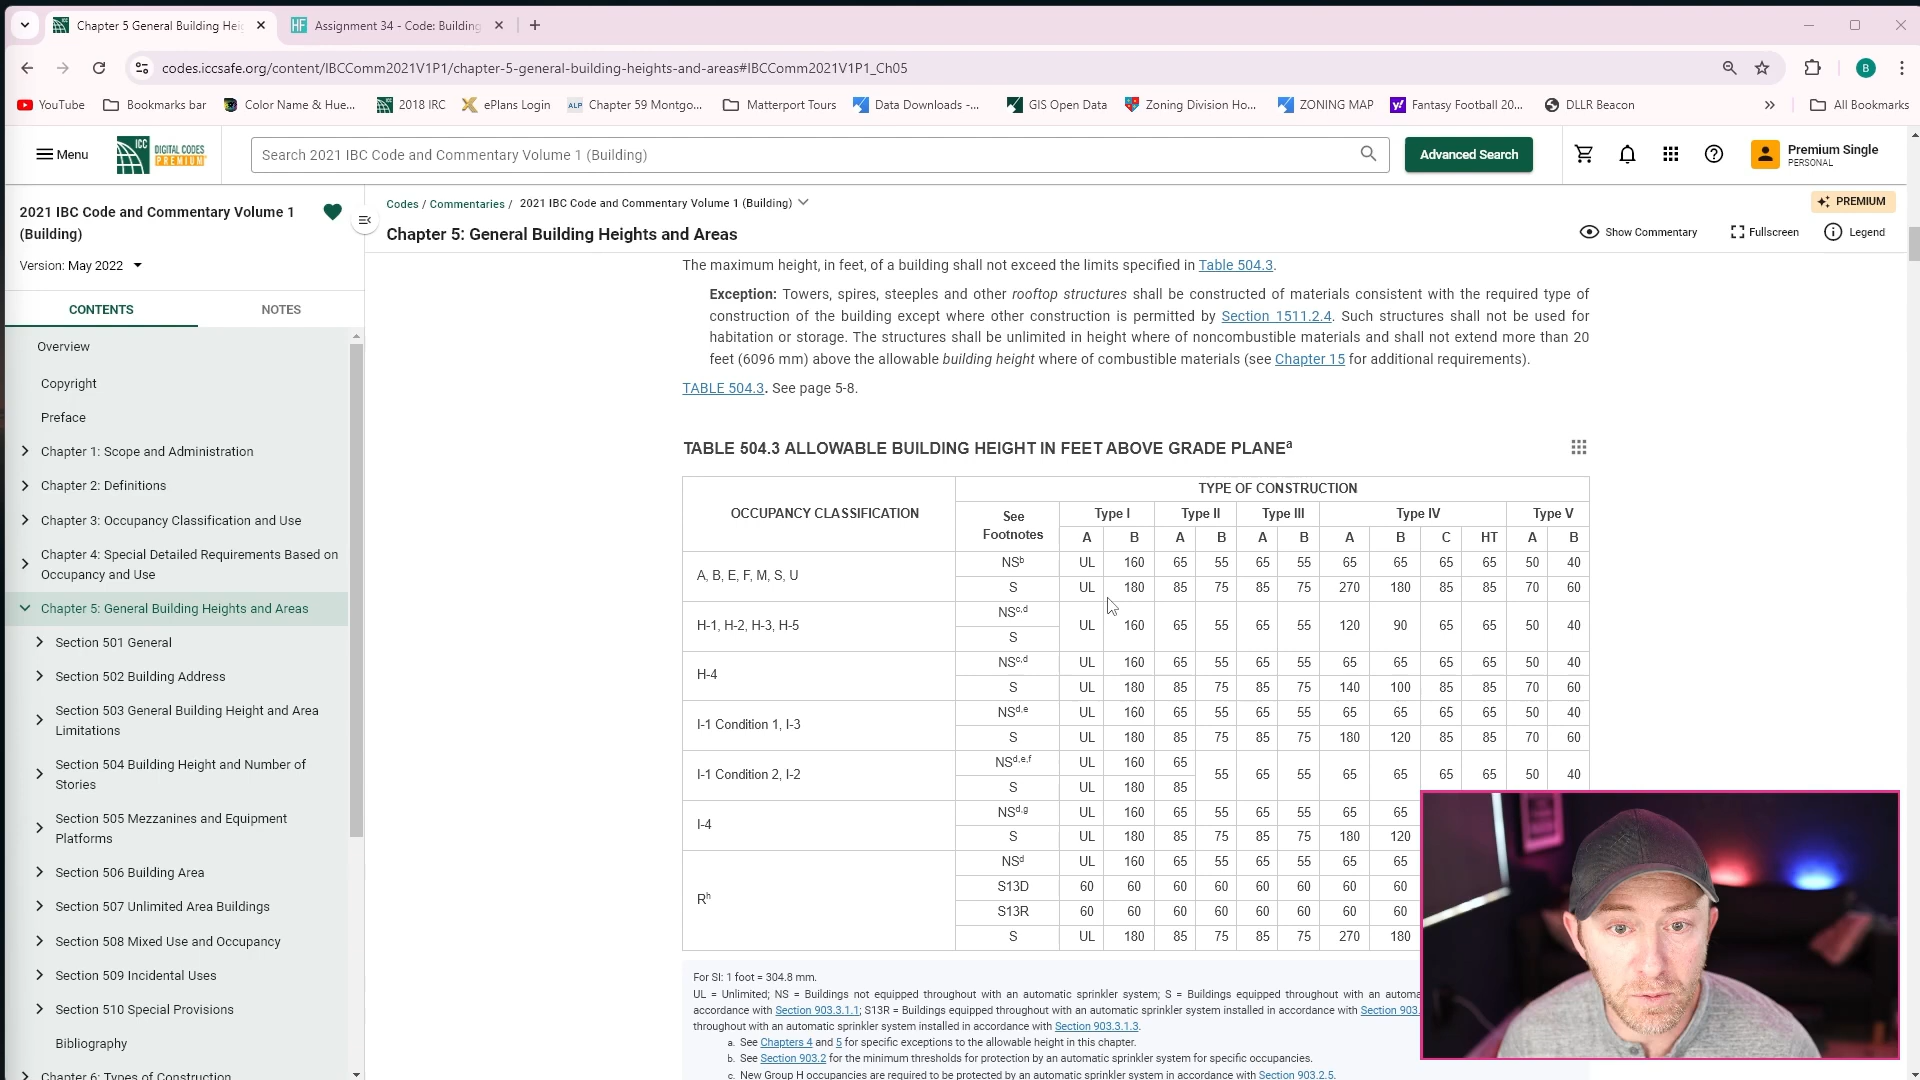 Chapter 5 General Building Hei
Assignment 34 - Code: Building
codes.iccsafe.org/content/IBCComm2021V1P1/chapter-5-general-building-heights-and-areas#IBCComm2021V1P1_Ch05
B
YouTube Bookmarks bar Color Name & Hue... 2018 IRC ePlans Login ALP Chapter 59 Montgo... Matterport Tours Data Downloads -... GIS Open Data Zoning Division Ho... ZONING MAP Fantasy Football 20... DLLR Beacon » All Bookmarks
Menu
ICC DIGITAL CODES PREMIUM
Search 2021 IBC Code and Commentary Volume 1 (Building)
Advanced Search
Premium Single
PERSONAL
2021 IBC Code and Commentary Volume 1
(Building)
Version: May 2022
CONTENTS NOTES
Overview
Copyright
Preface
Chapter 1: Scope and Administration
Chapter 2: Definitions
Chapter 3: Occupancy Classification and Use
Chapter 4: Special Detailed Requirements Based on
Occupancy and Use
Chapter 5: General Building Heights and Areas
Section 501 General
Section 502 Building Address
Section 503 General Building Height and Area
Limitations
Section 504 Building Height and Number of
Stories
Section 505 Mezzanines and Equipment
Platforms
Section 506 Building Area
Section 507 Unlimited Area Buildings
Section 508 Mixed Use and Occupancy
Section 509 Incidental Uses
Section 510 Special Provisions
Bibliography
Chapter 6: Types of Construction
Codes / Commentaries / 2021 IBC Code and Commentary Volume 1 (Building)
PREMIUM
Chapter 5: General Building Heights and Areas
Show Commentary Fullscreen Legend
The maximum height, in feet, of a building shall not exceed the limits specified in Table 504.3.
Exception: Towers, spires, steeples and other rooftop structures shall be constructed of materials consistent with the required type of
construction of the building except where other construction is permitted by Section 1511.2.4. Such structures shall not be used for
habitation or storage. The structures shall be unlimited in height where of noncombustible materials and shall not extend more than 20
feet (6096 mm) above the allowable building height where of combustible materials (see Chapter 15 for additional requirements).
TABLE 504.3. See page 5-8.
TABLE 504.3 ALLOWABLE BUILDING HEIGHT IN FEET ABOVE GRADE PLANEa
OCCUPANCY CLASSIFICATION TYPE OF CONSTRUCTION
See Footnotes Type I Type II Type III Type IV Type V
A B A B A B A B C HT A B
A, B, E, F, M, S, U NSb UL 160 65 55 65 55 65 65 65 65 50 40
S UL 180 85 75 85 75 270 180 85 85 70 60
H-1, H-2, H-3, H-5 NSc,d UL 160 65 55 65 55 120 90 65 65 50 40
S
H-4 NSc,d UL 160 65 55 65 55 65 65 65 65 50 40
S UL 180 85 75 85 75 140 100 85 85 70 60
I-1 Condition 1, I-3 NSd,e UL 160 65 55 65 55 65 65 65 65 50 40
S UL 180 85 75 85 75 180 120 85 85 70 60
I-1 Condition 2, I-2 NSd,e,f UL 160 65 55 65 55 65 65 65 65 50 40
S UL 180 85
I-4 NSd,g UL 160 65 55 65 55 65 65
S UL 180 85 75 85 75 180 120
Rh NSd UL 160 65 55 65 55 65 65
S13D 60 60 60 60 60 60 60 60
S13R 60 60 60 60 60 60 60 60
S UL 180 85 75 85 75 270 180
For SI: 1 foot = 304.8 mm.
UL = Unlimited; NS = Buildings not equipped throughout with an automatic sprinkler system; S = Buildings equipped throughout with an automa
accordance with Section 903.3.1.1; S13R = Buildings equipped throughout with an automatic sprinkler system installed in accordance with Section 903.
throughout with an automatic sprinkler system installed in accordance with Section 903.3.1.3.
a. See Chapters 4 and 5 for specific exceptions to the allowable height in this chapter.
b. See Section 903.2 for the minimum thresholds for protection by an automatic sprinkler system for specific occupancies.
c. New Group H occupancies are required to be protected by an automatic sprinkler system in accordance with Section 903.2.5.